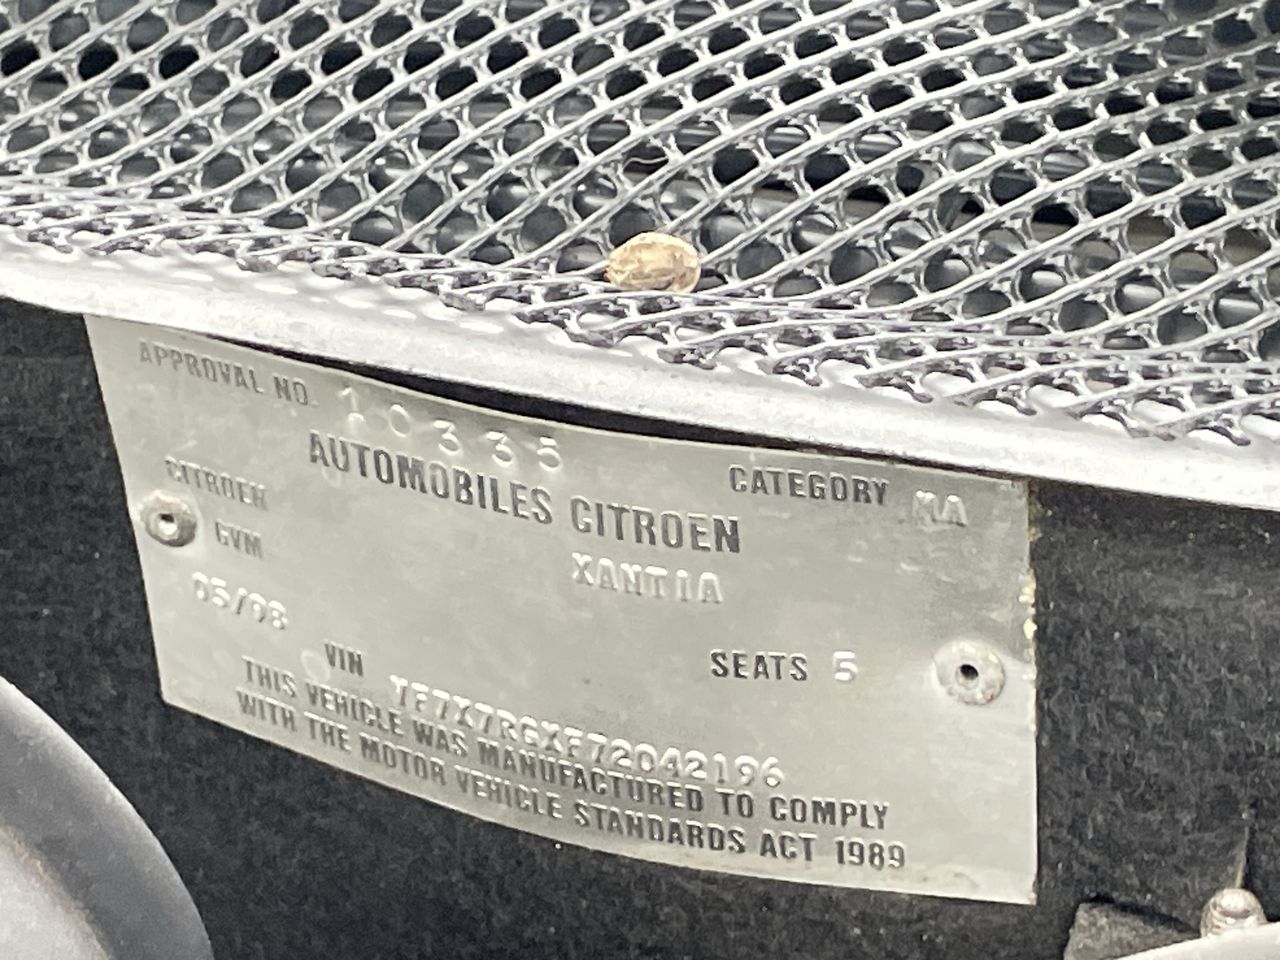 APPROVAL NO. 10335
CATEGORY MA
AUTOMOBILES CITROEN
CITROEN
XANTIA
GVM
05/98
SEATS 5
VIN VF7X7RGXF72042196
THIS VEHICLE WAS MANUFACTURED TO COMPLY
WITH THE MOTOR VEHICLE STANDARDS ACT 1989